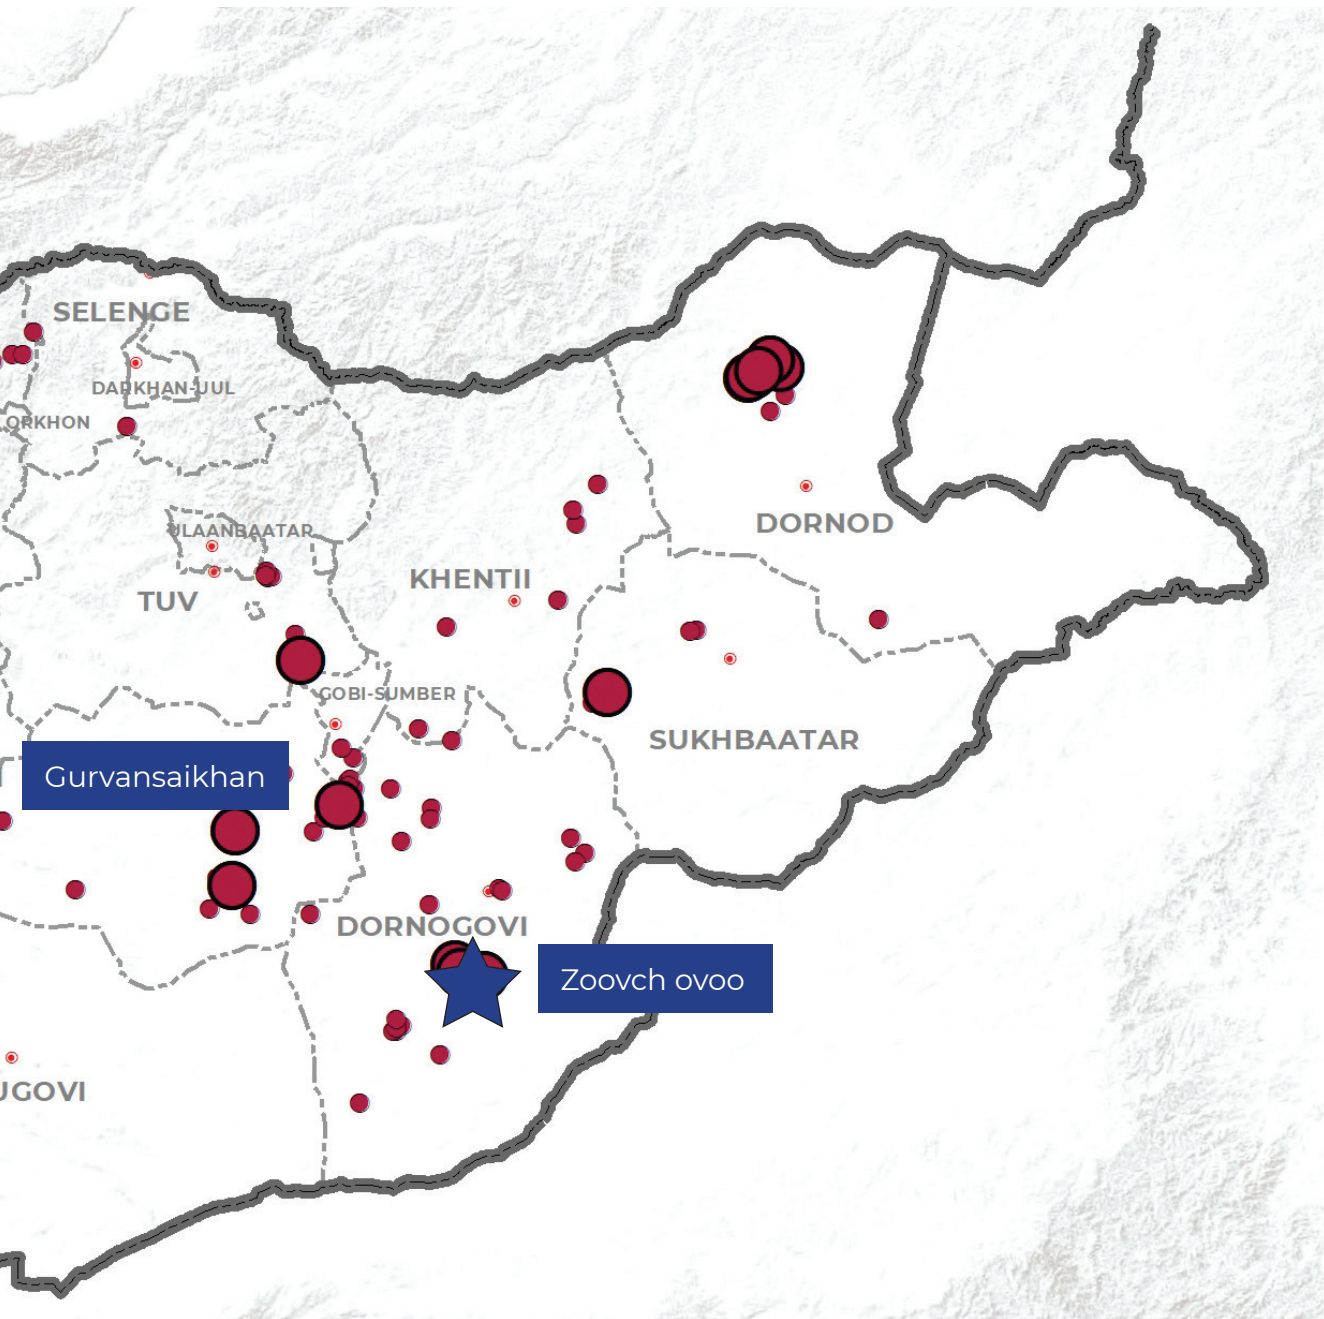 SELENGE
DARKHAN-UUL
ORKHON
ULAANBAATAR
DORNOD
KHENTII
TUV
GOBI-SUMBER
SUKHBAATAR
Gurvansaikhan
DORNOGOVI
Zoovch ovoo
UGOVI